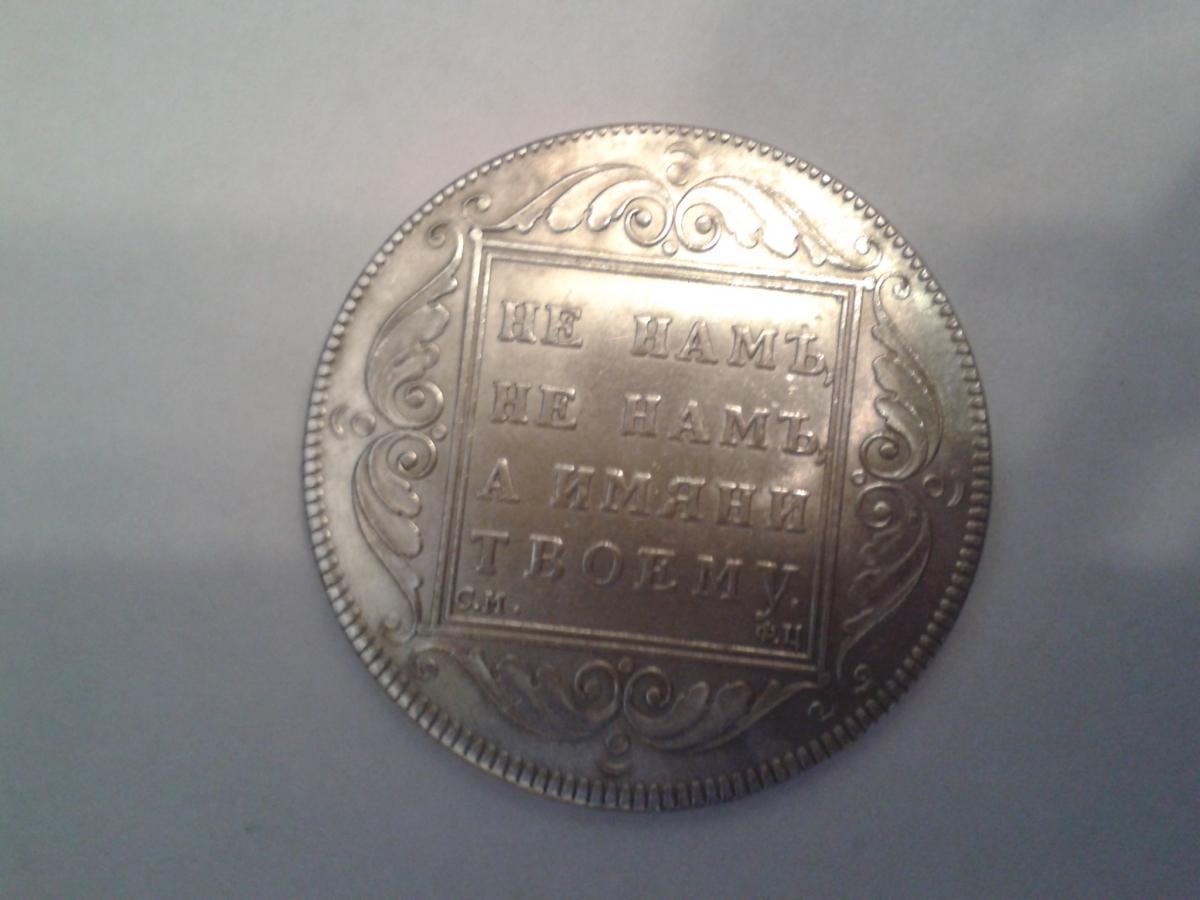 НЕ НАМЪ,
НЕ НАМЪ,
А ИМЯНИ
ТВОЕМУ.
С.М. Ф.Ц